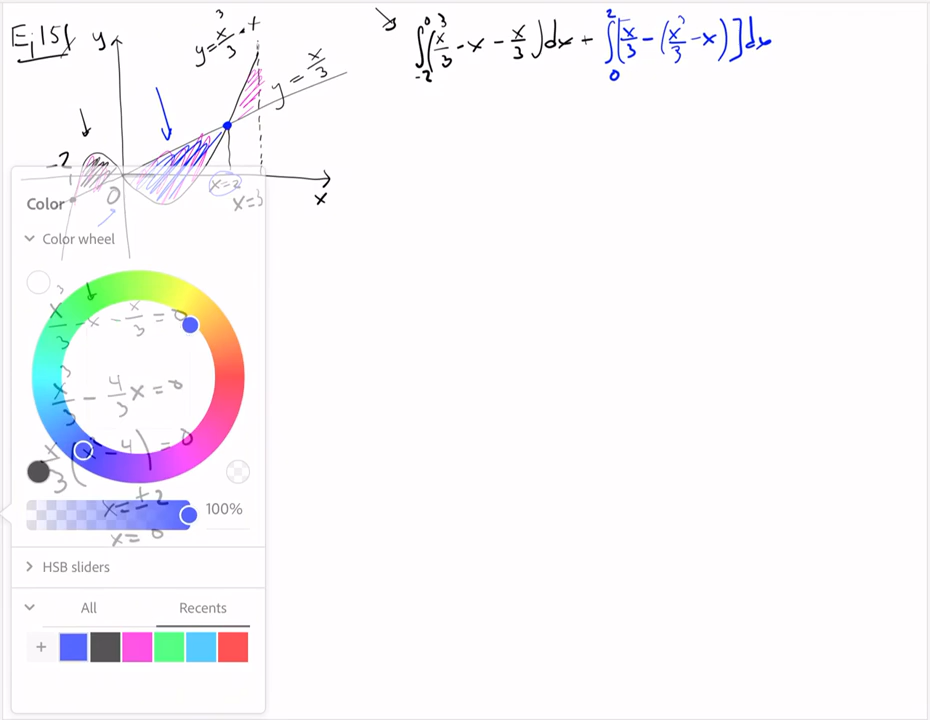 Ej 15)
y
y = x³/3 - x
y = x/3
-2
0
x=2
x=3
x
∫₋₂⁰ (x³/3 - x - x/3) dx + ∫₀² [x/3 - (x³/3 - x)] dx
Color
Color wheel
x³/3 - x - x/3 = 0
x³/3 - 4/3 x = 0
x/3 (x² - 4) = 0
x = ± 2
100%
x = 0
HSB sliders
All Recents
+